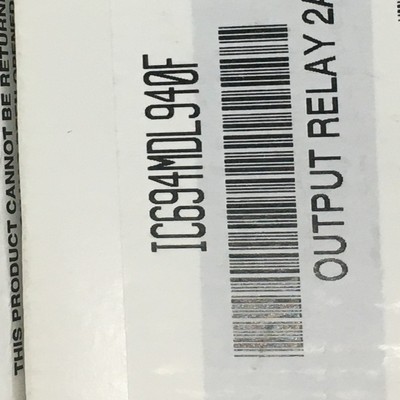 THIS PRODUCT CANNOT BE RETURN
IC694MDL940F
OUTPUT RELAY 2A